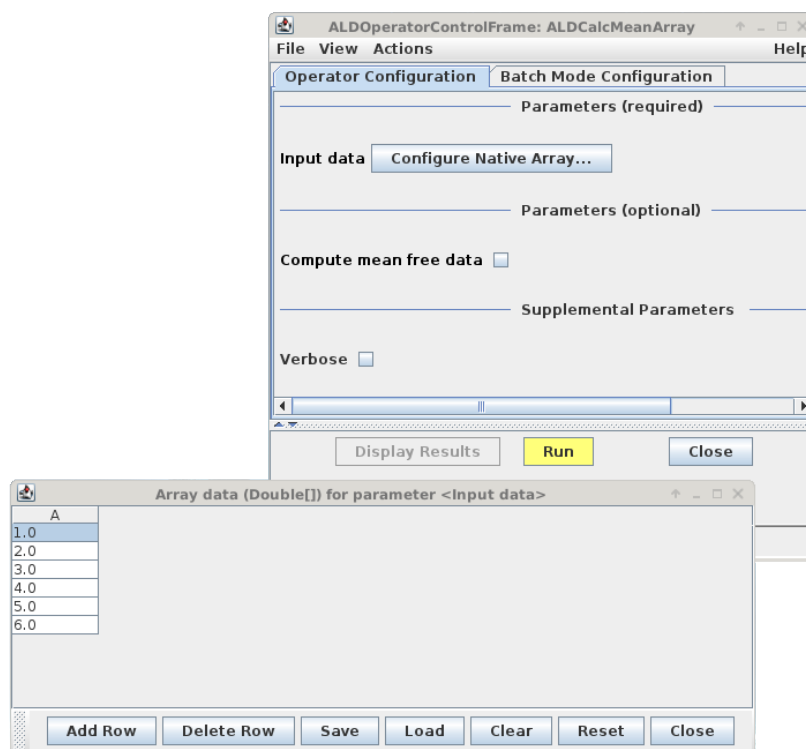 ALDOperatorControlFrame: ALDCalcMeanArray
File View Actions Help
Operator Configuration Batch Mode Configuration
Parameters (required)
Input data Configure Native Array...
Parameters (optional)
Compute mean free data
Supplemental Parameters
Verbose
Display Results Run Close
Array data (Double[]) for parameter <Input data>
A
1.0
2.0
3.0
4.0
5.0
6.0
Add Row Delete Row Save Load Clear Reset Close